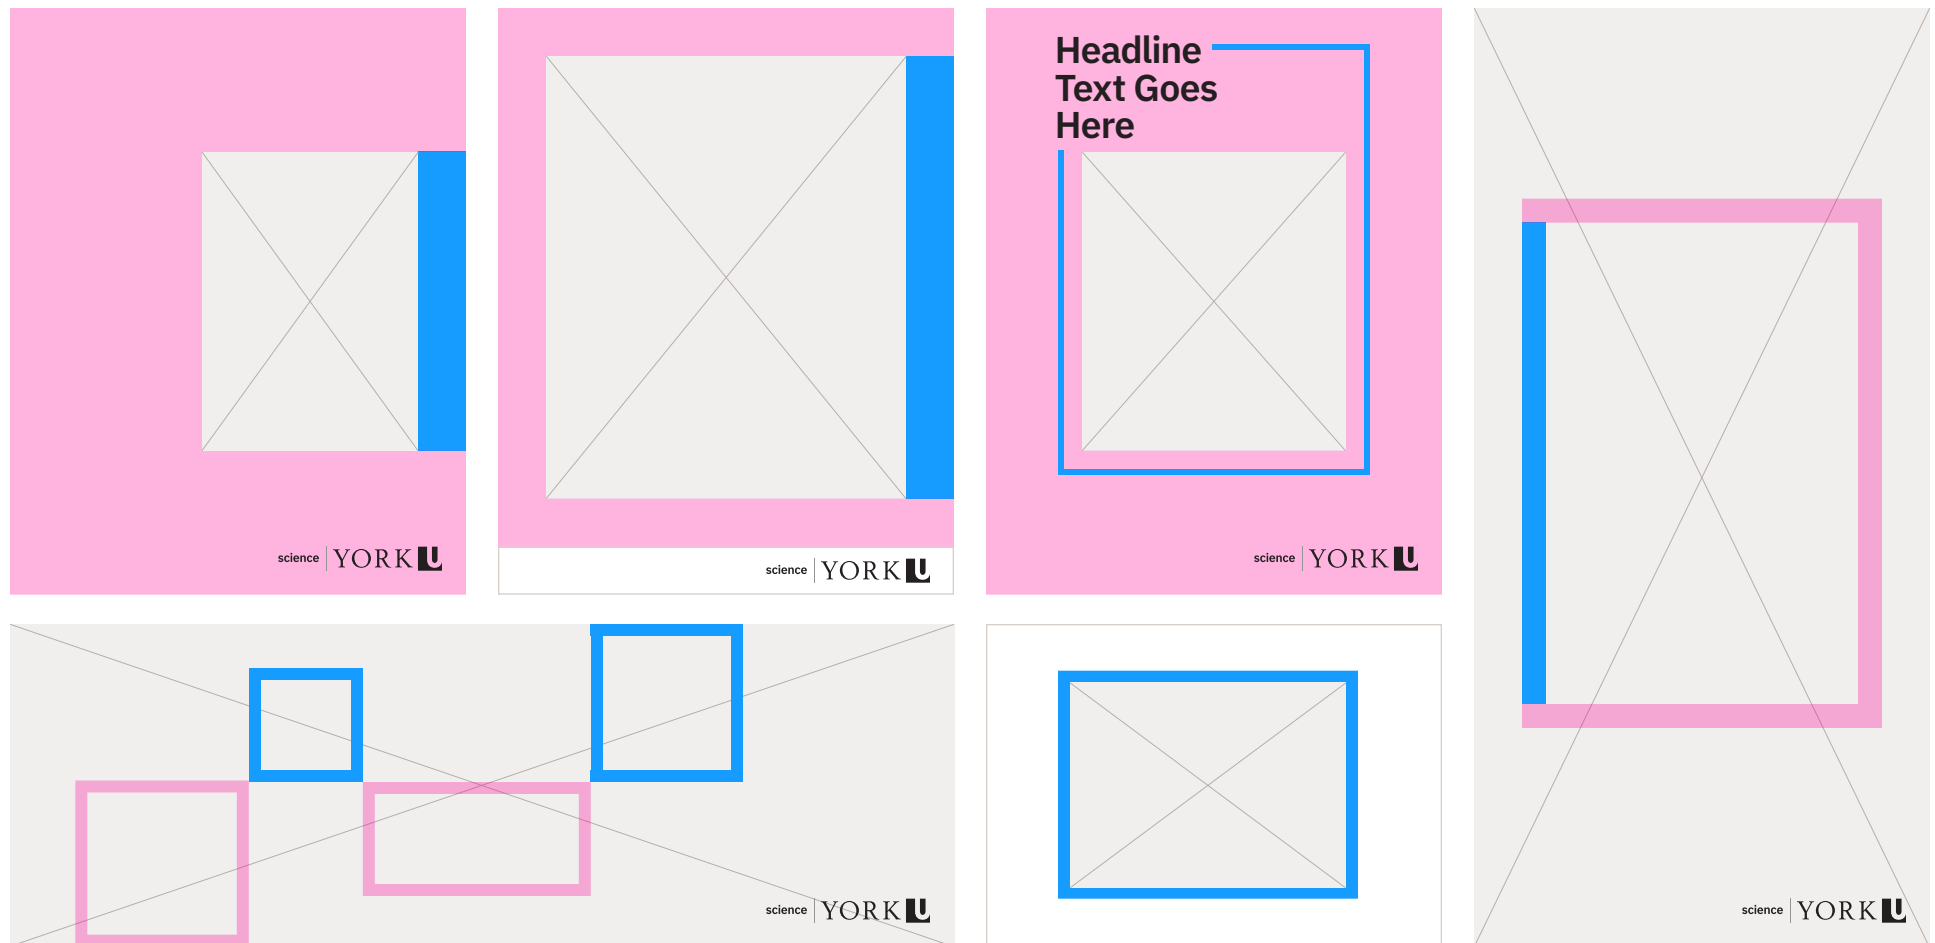 Headline
Text Goes
Here
science | YORK U
science | YORK U
science | YORK U
science | YORK U
science | YORK U